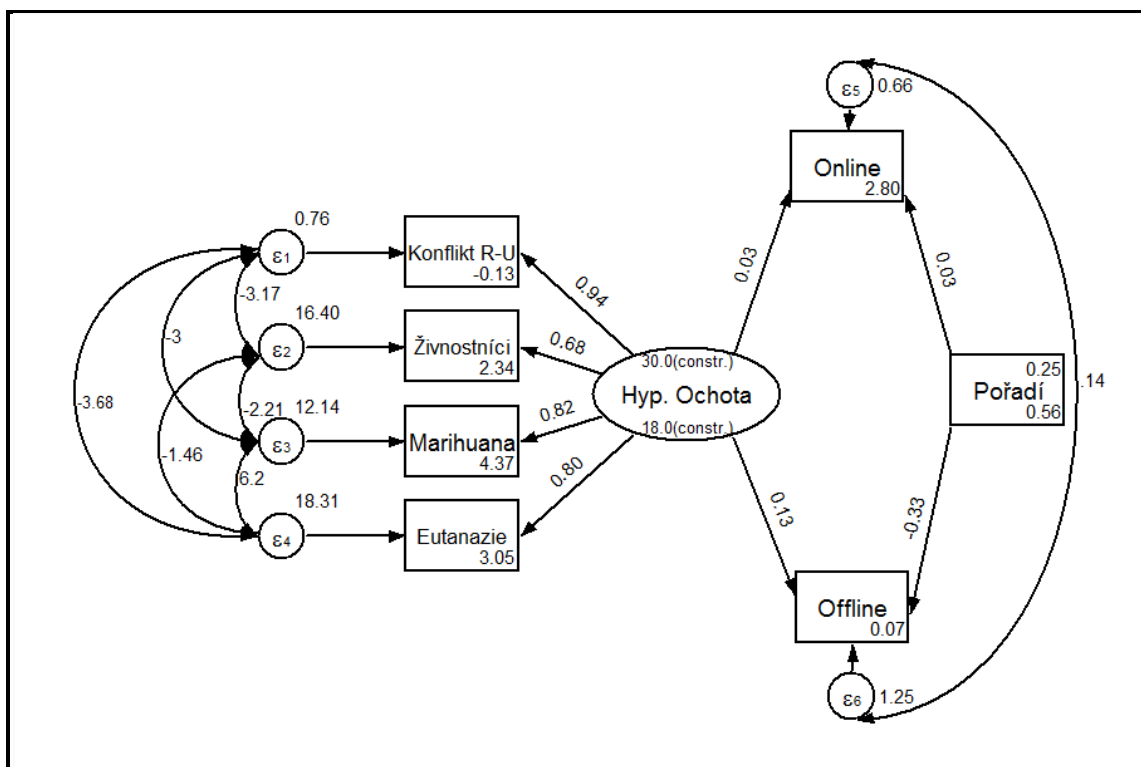 ε5
0.66
Online
2.80
0.76
ε1
Konflikt R-U
-0.13
-3.17
-3
0.94
0.03
0.03
16.40
ε2
Živnostníci
2.34
0.68
30.0(constr.)
Hyp. Ochota
18.0(constr.)
0.25
Pořadí
0.56
.14
-3.68
-2.21
12.14
-1.46
ε3
Marihuana
4.37
0.82
6.2
18.31
ε4
Eutanazie
3.05
0.80
0.13
-0.33
Offline
0.07
ε6
1.25